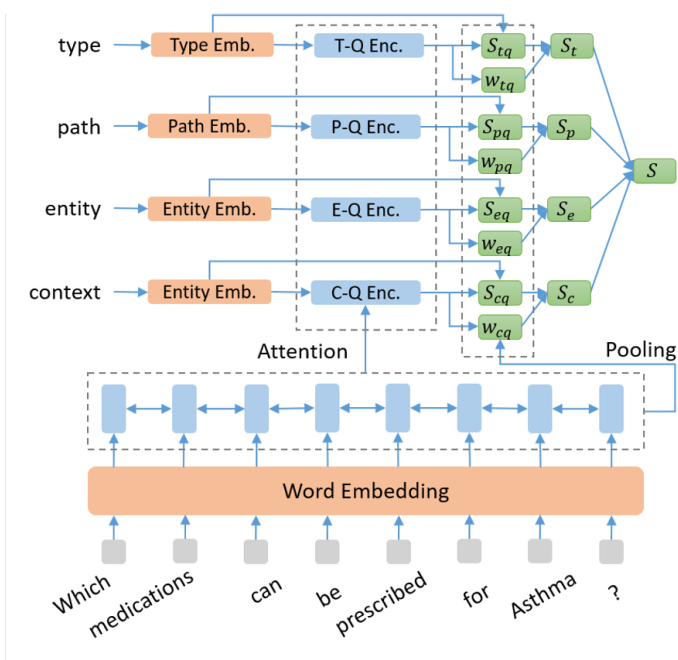 type Type Emb. T-Q Enc. S_tq S_t
w_tq
path Path Emb. P-Q Enc. S_pq S_p
w_pq
S
entity Entity Emb. E-Q Enc. S_eq S_e
w_eq
context Entity Emb. C-Q Enc. S_cq S_c
w_cq
Attention
Pooling
Word Embedding
Which medications can be prescribed for Asthma ?